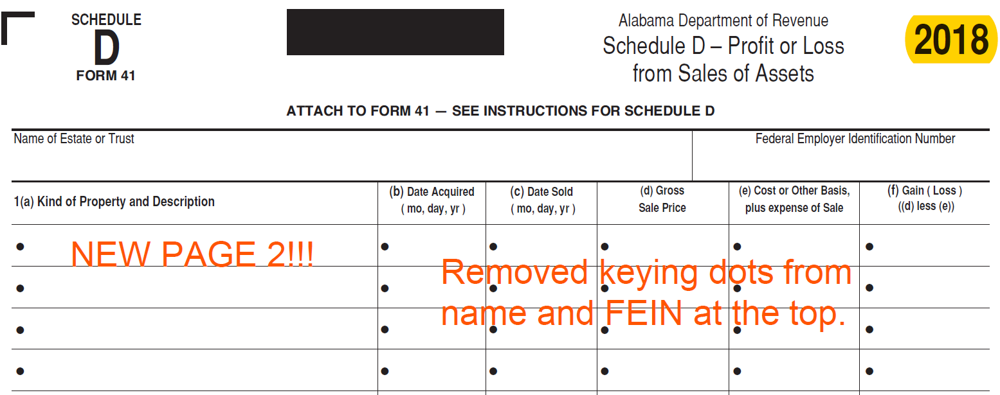 SCHEDULE
D
FORM 41
Alabama Department of Revenue
Schedule D – Profit or Loss
from Sales of Assets
2018
ATTACH TO FORM 41 — SEE INSTRUCTIONS FOR SCHEDULE D
Name of Estate or Trust
Federal Employer Identification Number
1(a) Kind of Property and Description
(b) Date Acquired
( mo, day, yr )
(c) Date Sold
( mo, day, yr )
(d) Gross
Sale Price
(e) Cost or Other Basis,
plus expense of Sale
(f) Gain ( Loss )
((d) less (e))
NEW PAGE 2!!!
Removed keying dots from
name and FEIN at the top.